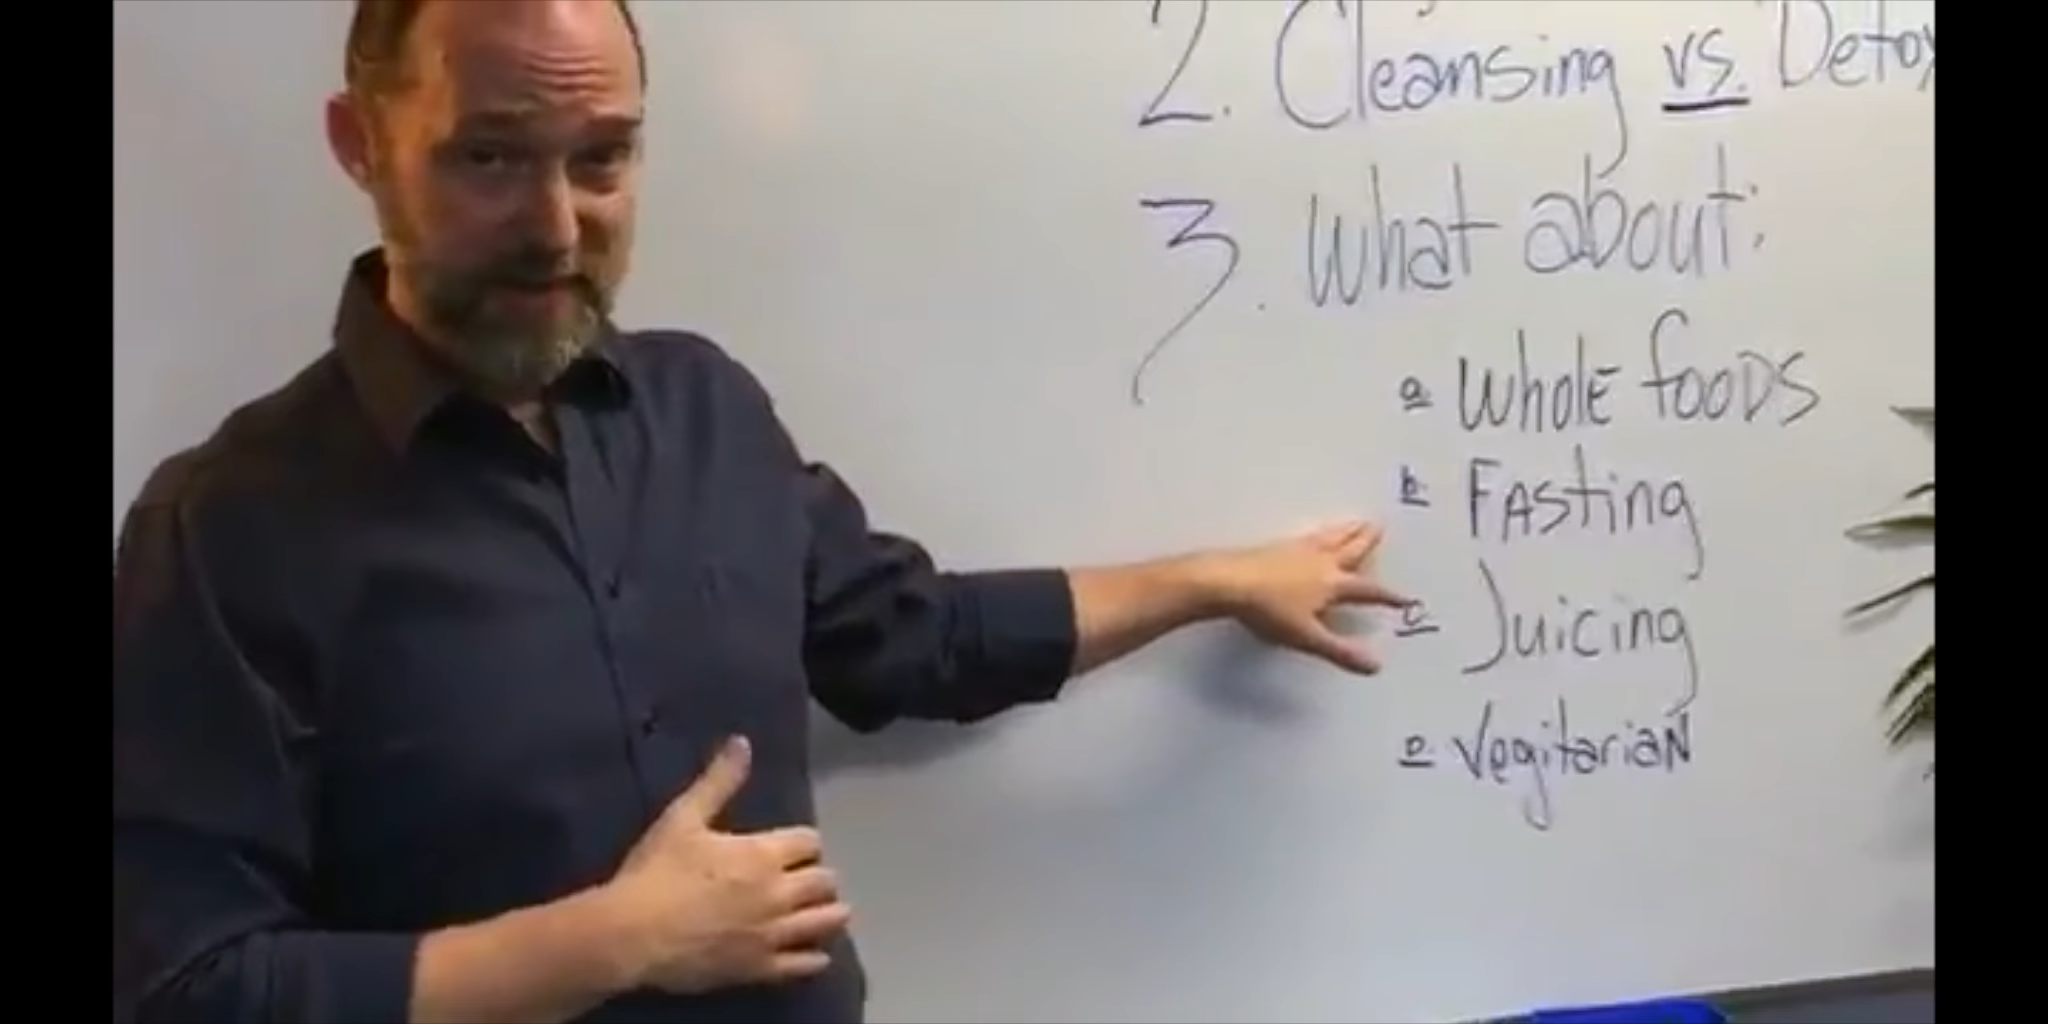 2. Cleansing vs. Detox
3. What about:
a WHOLE FOODS
b FASting
c Juicing
D VegitariaN